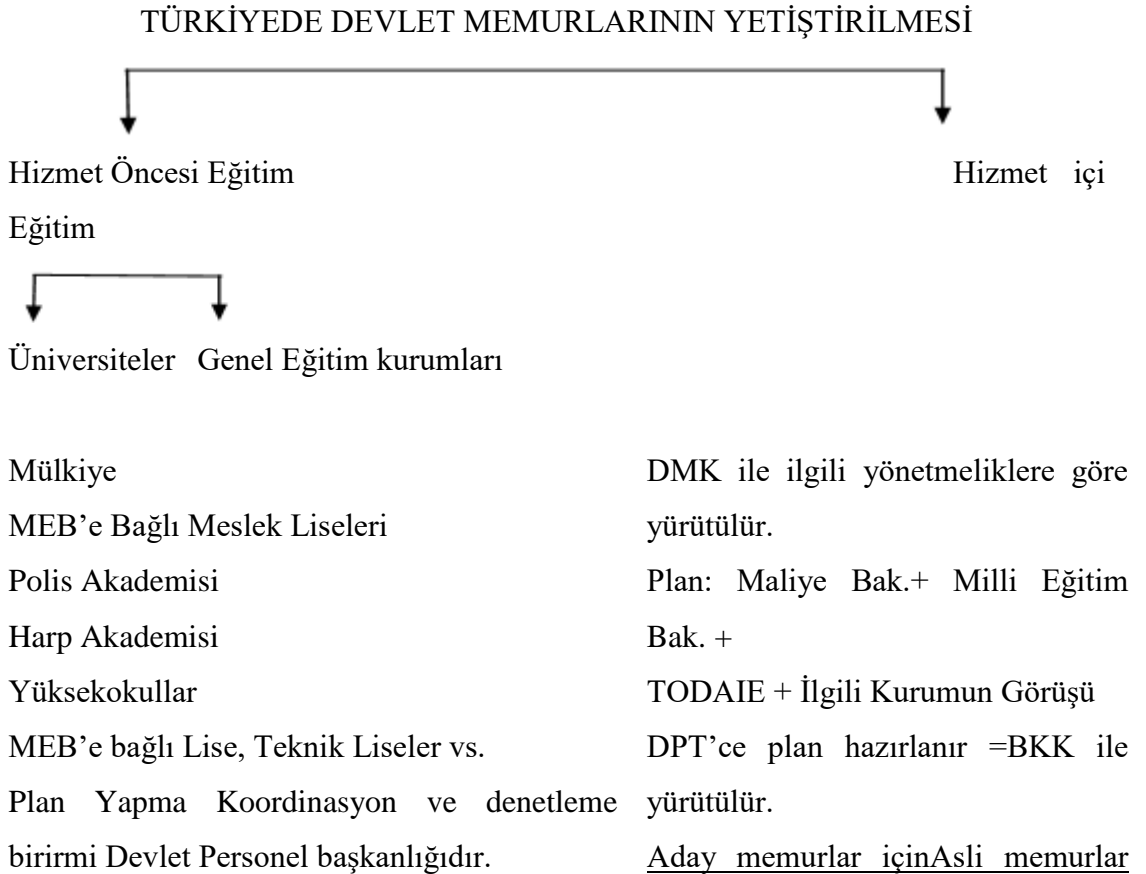 TÜRKİYEDE DEVLET MEMURLARININ YETİŞTİRİLMESİ
Hizmet Öncesi Eğitim Hizmet içi
Eğitim
Üniversiteler Genel Eğitim kurumları
Mülkiye
MEB’e Bağlı Meslek Liseleri
Polis Akademisi
Harp Akademisi
Yüksekokullar
MEB’e bağlı Lise, Teknik Liseler vs.
Plan Yapma Koordinasyon ve denetleme
birirmi Devlet Personel başkanlığıdır.
DMK ile ilgili yönetmeliklere göre
yürütülür.
Plan: Maliye Bak.+ Milli Eğitim
Bak. +
TODAIE + İlgili Kurumun Görüşü
DPT’ce plan hazırlanır =BKK ile
yürütülür.
Aday memurlar içinAsli memurlar